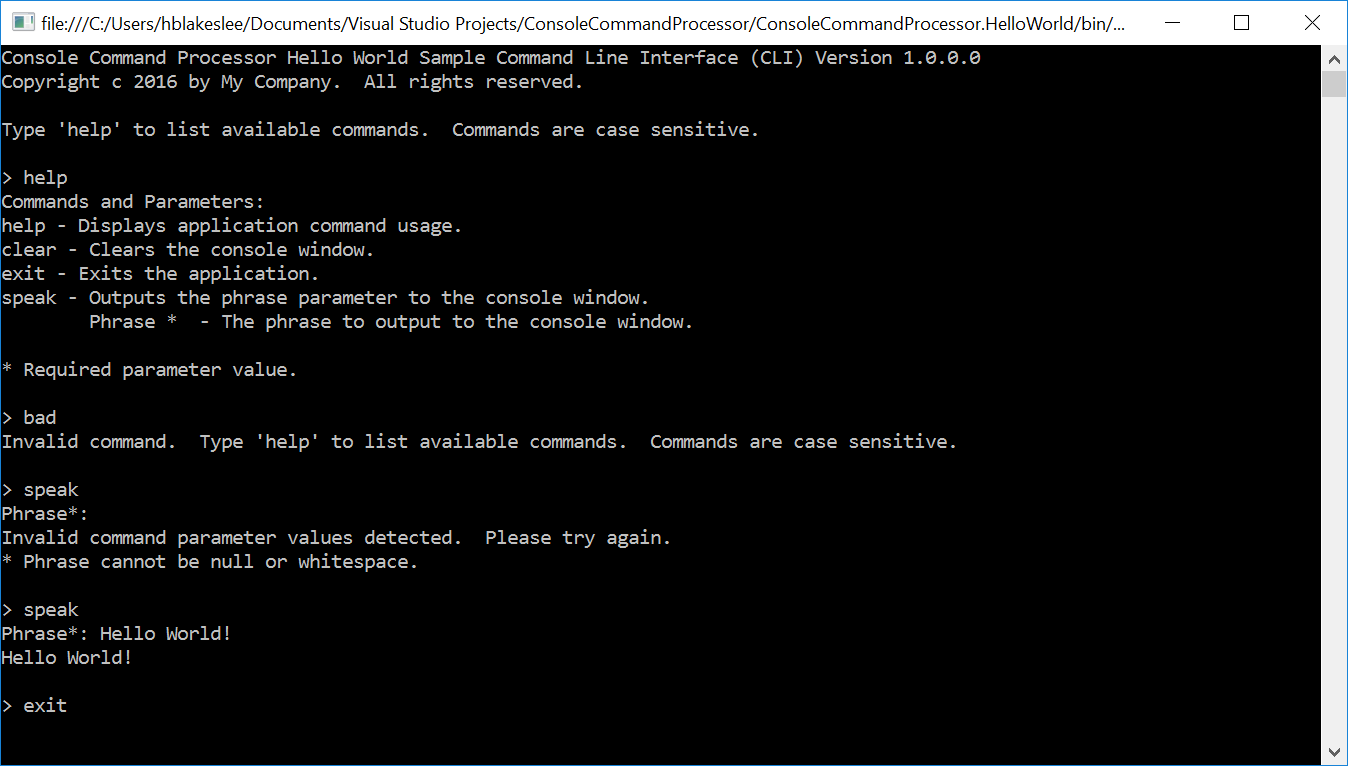 file:///C:/Users/hblakeslee/Documents/Visual Studio Projects/ConsoleCommandProcessor/ConsoleCommandProcessor.HelloWorld/bin/...
Console Command Processor Hello World Sample Command Line Interface (CLI) Version 1.0.0.0
Copyright c 2016 by My Company.  All rights reserved.
Type 'help' to list available commands.  Commands are case sensitive.
> help
Commands and Parameters:
help - Displays application command usage.
clear - Clears the console window.
exit - Exits the application.
speak - Outputs the phrase parameter to the console window.
        Phrase *  - The phrase to output to the console window.
* Required parameter value.
> bad
Invalid command.  Type 'help' to list available commands.  Commands are case sensitive.
> speak
Phrase*:
Invalid command parameter values detected.  Please try again.
* Phrase cannot be null or whitespace.
> speak
Phrase*: Hello World!
Hello World!
> exit